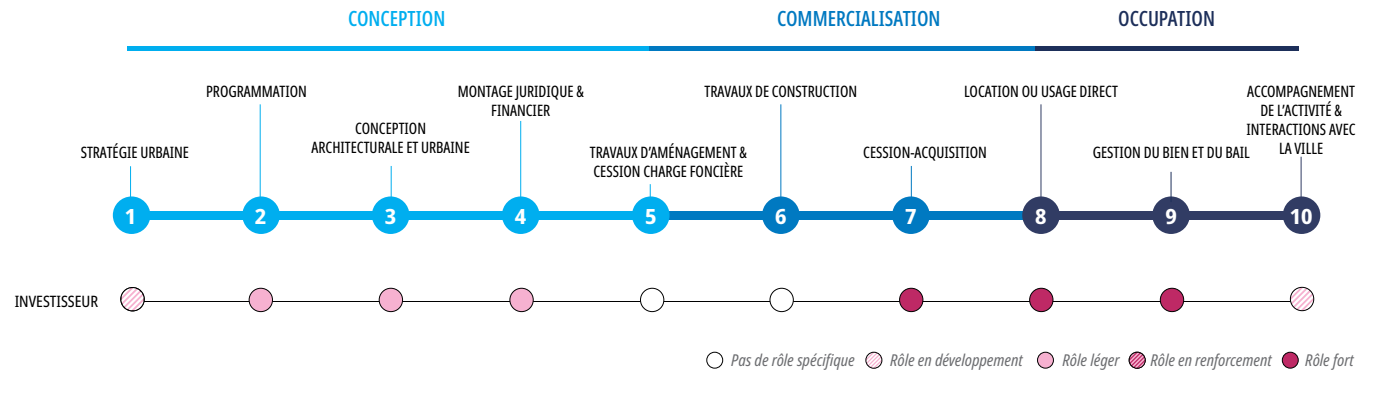 CONCEPTION
COMMERCIALISATION
OCCUPATION
STRATÉGIE URBAINE
PROGRAMMATION
CONCEPTION
ARCHITECTURALE ET URBAINE
MONTAGE JURIDIQUE &
FINANCIER
TRAVAUX D'AMÉNAGEMENT &
CESSION CHARGE FONCIÈRE
TRAVAUX DE CONSTRUCTION
CESSION-ACQUISITION
LOCATION OU USAGE DIRECT
GESTION DU BIEN ET DU BAIL
ACCOMPAGNEMENT
DE L'ACTIVITÉ &
INTERACTIONS AVEC
LA VILLE
1
2
3
4
5
6
7
8
9
10
INVESTISSEUR
Pas de rôle spécifique
Rôle en développement
Rôle léger
Rôle en renforcement
Rôle fort